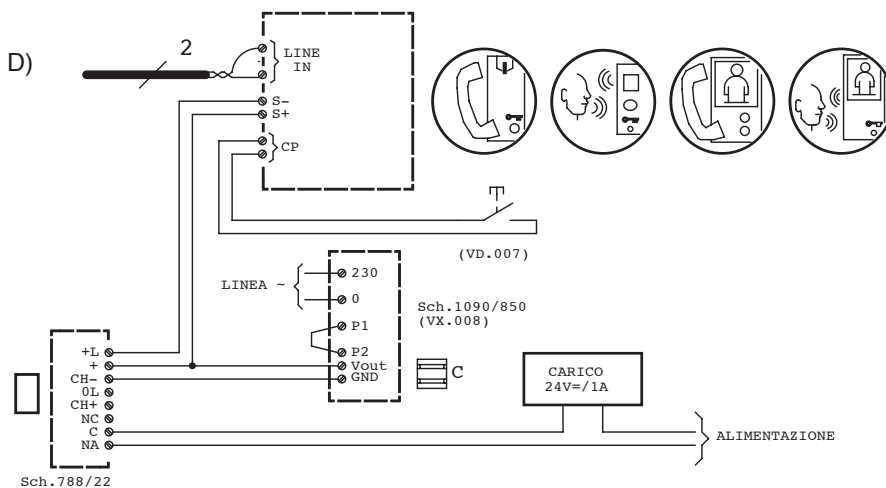 D)
2
LINE
IN
S-
S+
CP
(VD.007)
230
LINEA ~
0
Sch.1090/850
(VX.008)
P1
P2
Vout
GND
C
+L
+
CH-
0L
CH+
NC
C
NA
CARICO
24V=/1A
ALIMENTAZIONE
Sch.788/22